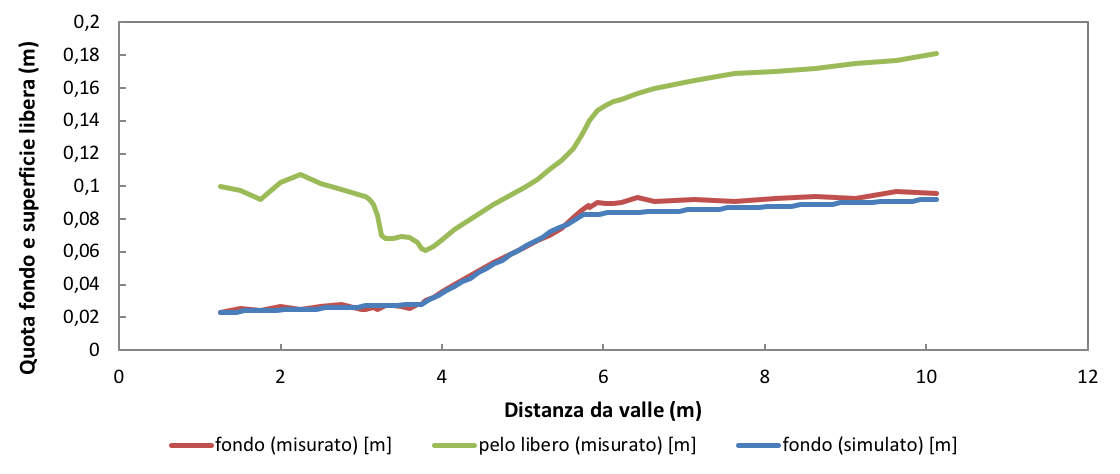 Quota fondo e superficie libera (m)
0,2
0,18
0,16
0,14
0,12
0,1
0,08
0,06
0,04
0,02
0
0 2 4 6 8 10 12
Distanza da valle (m)
fondo (misurato) [m] pelo libero (misurato) [m] fondo (simulato) [m]